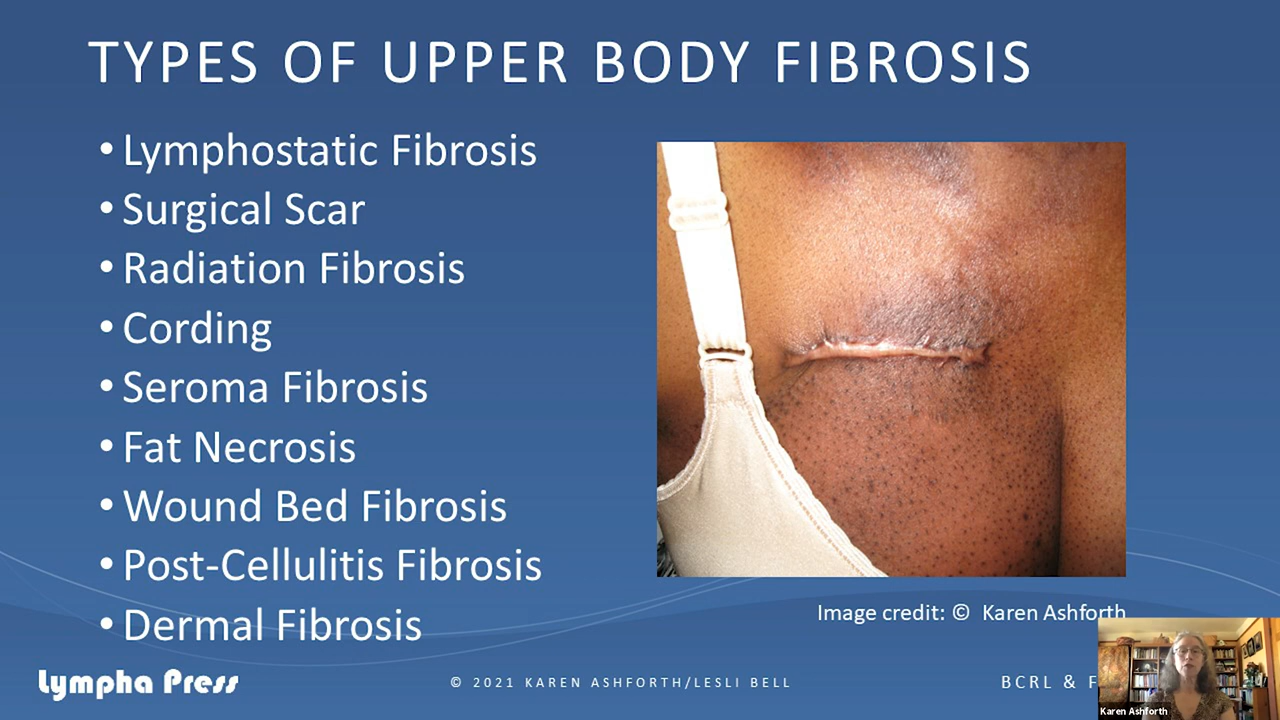 TYPES OF UPPER BODY FIBROSIS
• Lymphostatic Fibrosis
• Surgical Scar
• Radiation Fibrosis
• Cording
• Seroma Fibrosis
• Fat Necrosis
• Wound Bed Fibrosis
• Post-Cellulitis Fibrosis
• Dermal Fibrosis
Image credit: © Karen Ashforth
Lympha Press
© 2021 KAREN ASHFORTH/LESLI BELL
BCRL & F
Karen Ashforth